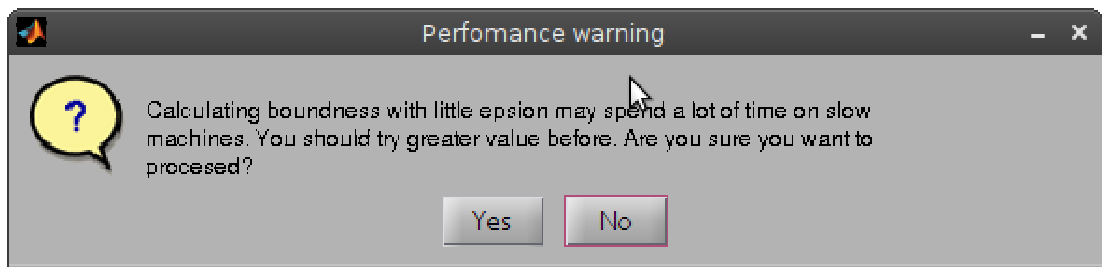 Perfomance warning
?
Calculating boundness with little epsion may spend a lot of time on slow
machines. You should try greater value before. Are you sure you want to
procesed?
Yes No